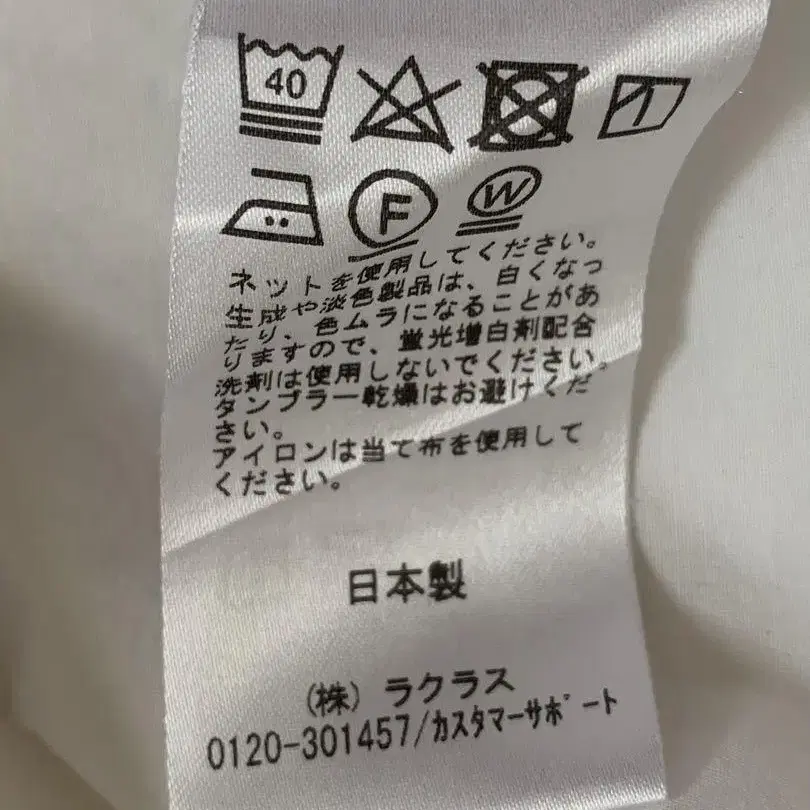 40
F W
ネットを使用してください。
生成や淡色製品は、白くなっ
たり、色ムラになることがあ
りますので、蛍光増白剤配合
洗剤は使用しないでください。
タンブラー乾燥はお避けくだ
さい。
アイロンは当て布を使用して
ください。
日本製
(株) ラクラス
0120-301457/カスタマーサポート